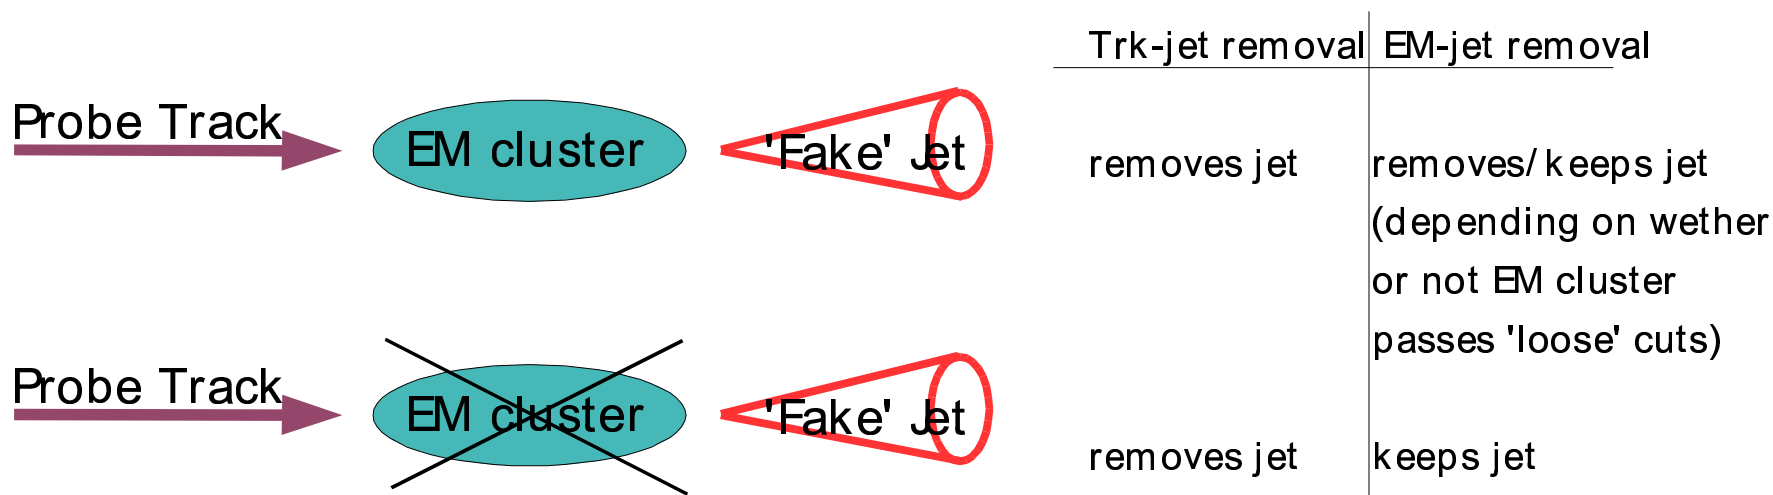 Trk-jet removal EM-jet removal
Probe Track EM cluster 'Fake' Jet removes jet removes/keeps jet
(depending on wether
or not EM cluster
passes 'loose' cuts)
Probe Track EM cluster 'Fake' Jet removes jet keeps jet